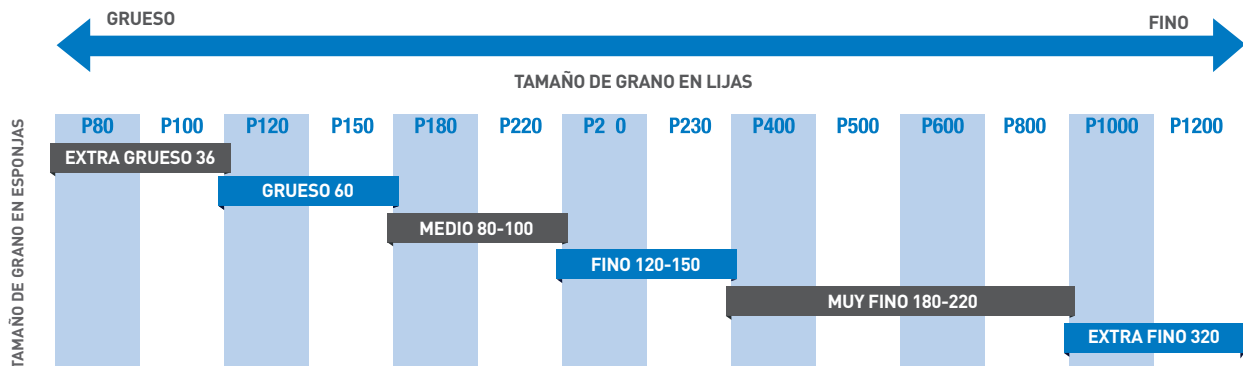 GRUESO
FINO
TAMAÑO DE GRANO EN LIJAS
TAMAÑO DE GRANO EN ESPONJAS
P80 P100 P120 P150 P180 P220 P2 0 P230 P400 P500 P600 P800 P1000 P1200
EXTRA GRUESO 36
GRUESO 60
MEDIO 80-100
FINO 120-150
MUY FINO 180-220
EXTRA FINO 320